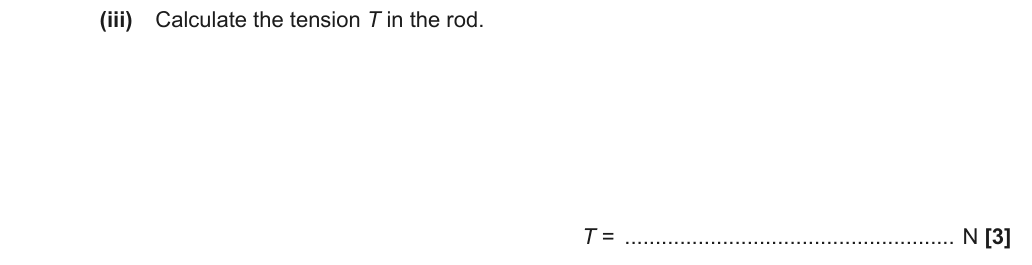 (iii) Calculate the tension T in the rod.
T = ..................................................... N [3]